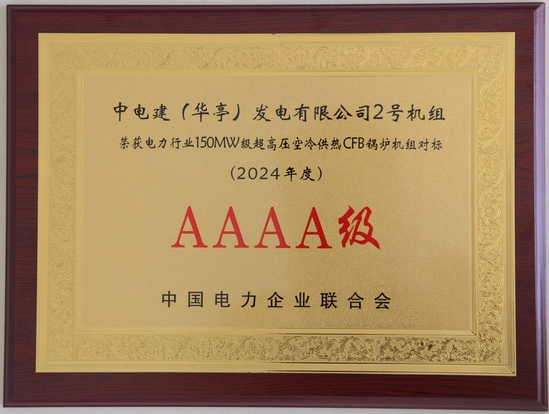 中电建（华亭）发电有限公司2号机组
荣获电力行业150MW级超高压空冷供热CFB锅炉机组对标
（2024年度）
AAAA级
中国电力企业联合会